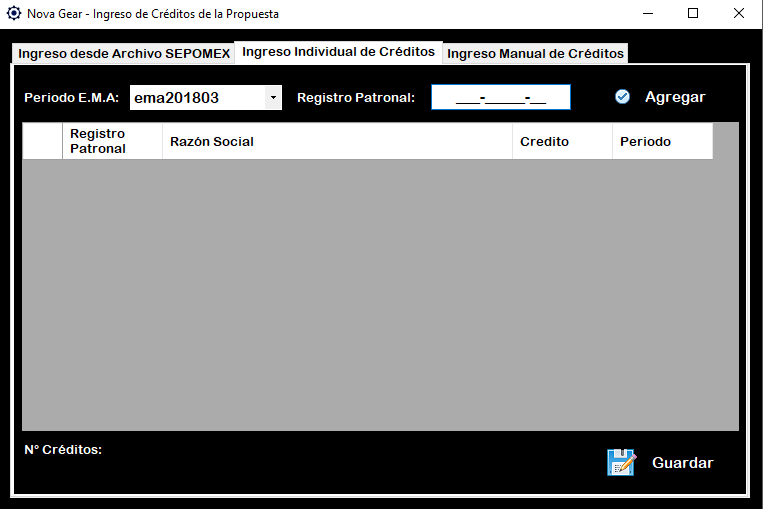 Nova Gear - Ingreso de Créditos de la Propuesta
Ingreso desde Archivo SEPOMEX
Ingreso Individual de Créditos
Ingreso Manual de Créditos
Periodo E.M.A:
ema201803
Registro Patronal:
___-_____-__
Agregar
Registro
Patronal
Razón Social
Credito
Periodo
N° Créditos:
Guardar